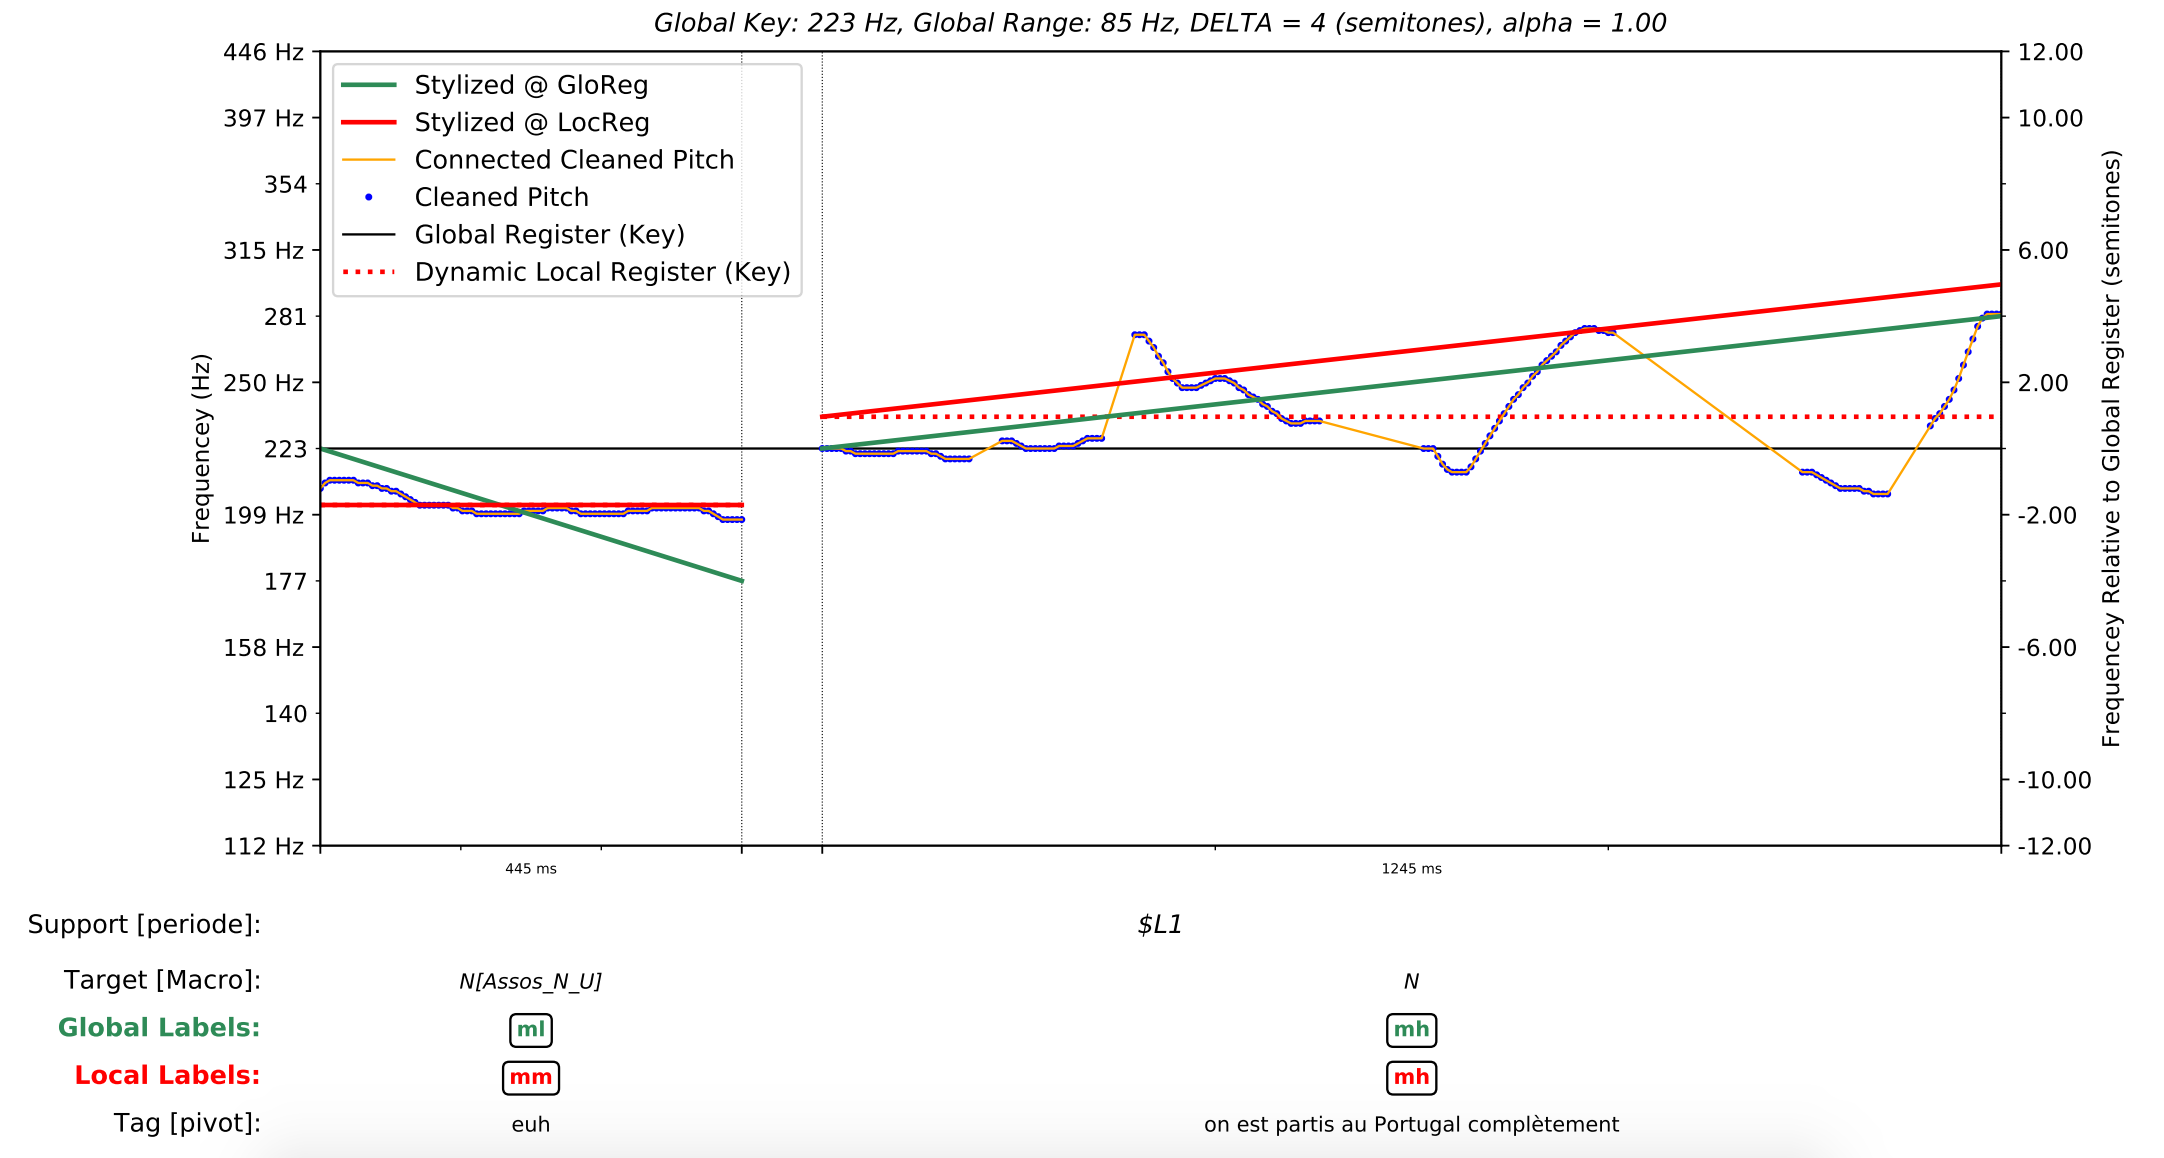 Global Key: 223 Hz, Global Range: 85 Hz, DELTA = 4 (semitones), alpha = 1.00
446 Hz
397 Hz
354
315 Hz
281
250 Hz
223
199 Hz
177
158 Hz
140
125 Hz
112 Hz
Frequencey (Hz)
Stylized @ GloReg
Stylized @ LocReg
Connected Cleaned Pitch
Cleaned Pitch
Global Register (Key)
Dynamic Local Register (Key)
12.00
10.00
6.00
2.00
-2.00
-6.00
-10.00
-12.00
Frequencey Relative to Global Register (semitones)
445 ms 1245 ms
Support [periode]: $L1
Target [Macro]: N[Assos_N_U] N
Global Labels: ml mh
Local Labels: mm mh
Tag [pivot]: euh on est partis au Portugal complètement